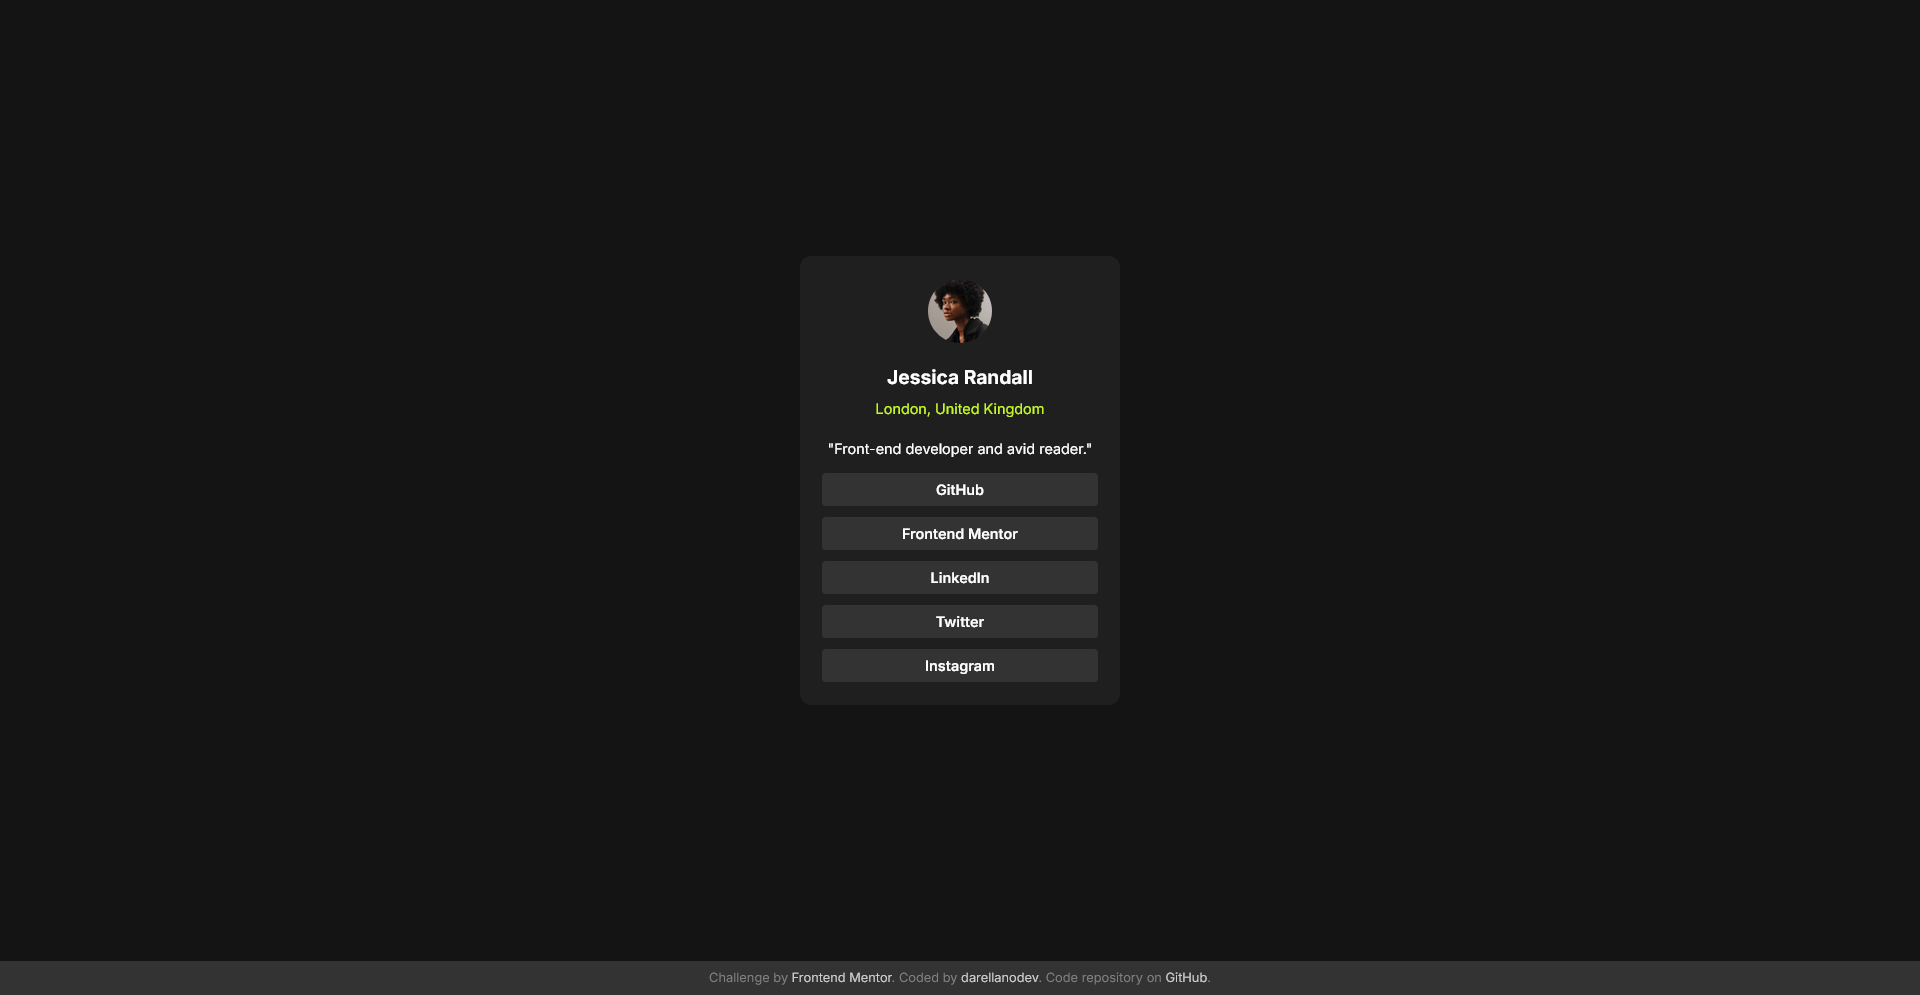 Jessica Randall
London, United Kingdom
"Front-end developer and avid reader."
GitHub
Frontend Mentor
LinkedIn
Twitter
Instagram
Challenge by Frontend Mentor. Coded by darellanodev. Code repository on GitHub.